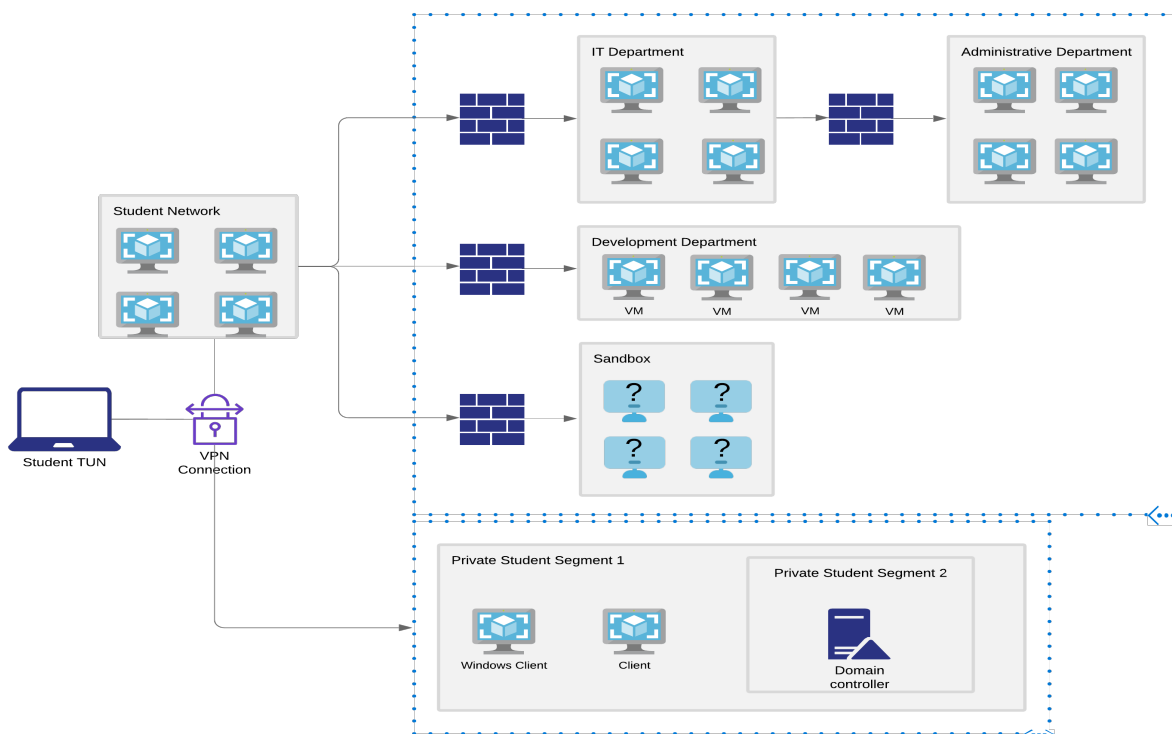 IT Department
Administrative Department
Student Network
Development Department
VM
VM
VM
VM
Sandbox
?
?
?
?
Student TUN
VPN
Connection
Private Student Segment 1
Private Student Segment 2
Windows Client
Client
Domain
controller